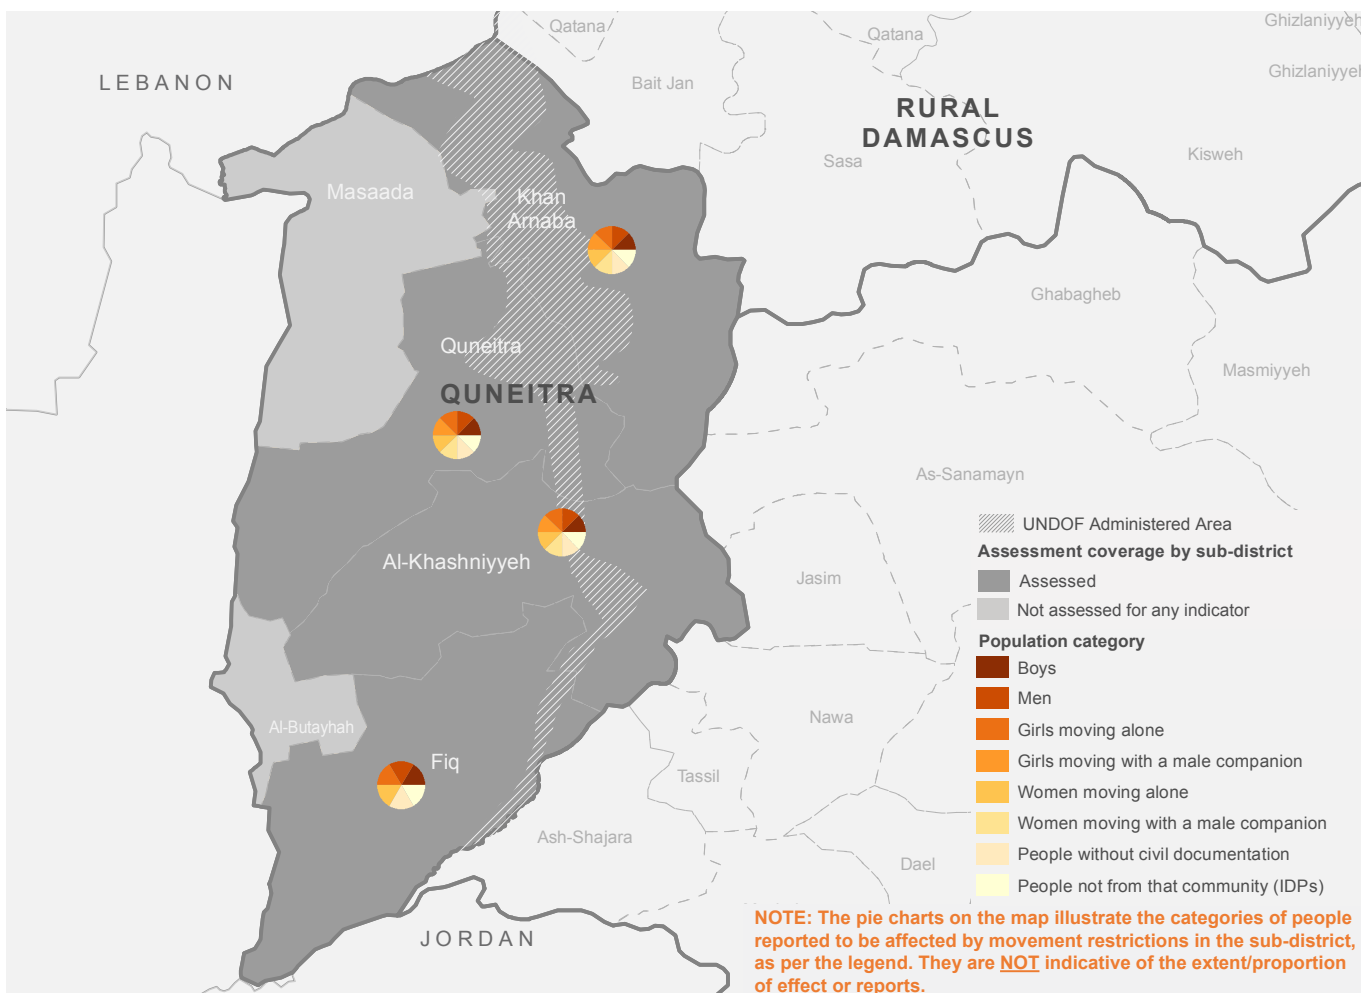 Qatana
Qatana
Ghizlaniyyeh
LEBANON
Bait Jan
Ghizlaniyyeh
RURAL
DAMASCUS
Sasa
Kisweh
Masaada
Khan
Arnaba
Ghabagheb
Quneitra
Masmiyyeh
QUNEITRA
As-Sanamayn
UNDOF Administered Area
Assessment coverage by sub-district
Al-Khashniyyeh
Jasim
Assessed
Not assessed for any indicator
Population category
Boys
Men
Al-Butayhah
Nawa
Girls moving alone
Fiq
Girls moving with a male companion
Tassil
Women moving alone
Women moving with a male companion
Ash-Shajara
People without civil documentation
Dael
People not from that community (IDPs)
JORDAN
NOTE: The pie charts on the map illustrate the categories of people
reported to be affected by movement restrictions in the sub-district,
as per the legend. They are NOT indicative of the extent/proportion
of effect or reports.